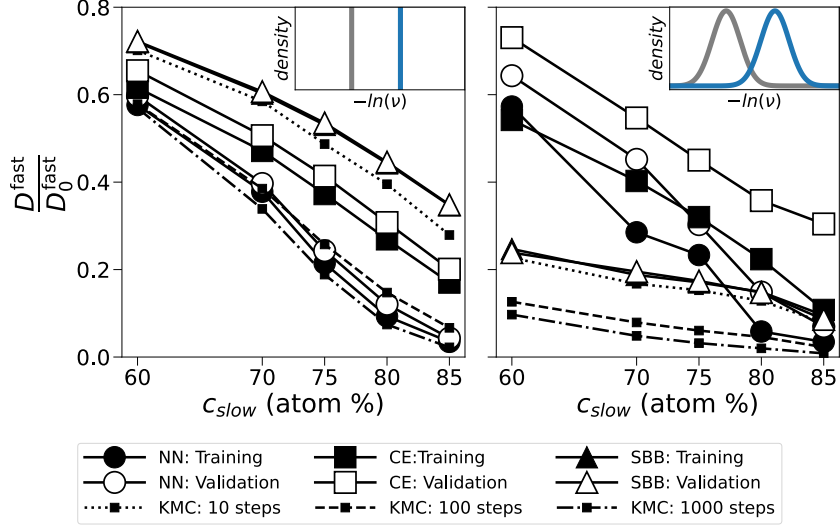 density
−ln(ν)
density
−ln(ν)
D^fast
D_0^fast
0.8
0.6
0.4
0.2
0.0
60 70 75 80 85
60 70 75 80 85
c_slow (atom %)
c_slow (atom %)
NN: Training CE:Training SBB: Training
NN: Validation CE: Validation SBB: Validation
KMC: 10 steps KMC: 100 steps KMC: 1000 steps